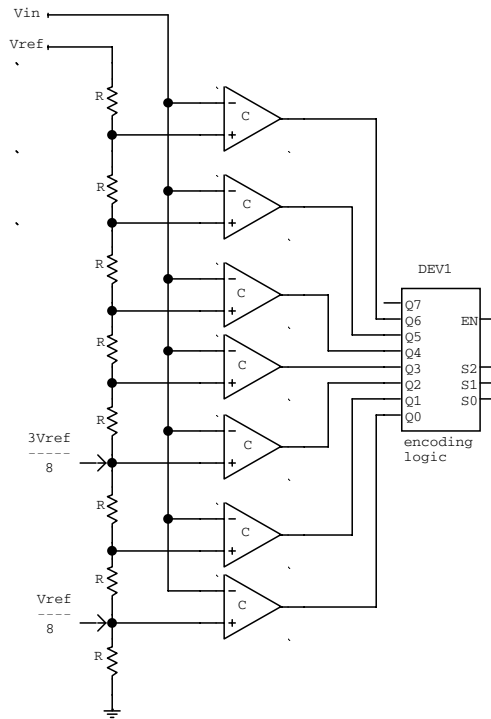 Vin
Vref
R
−
C
+
R
−
C
+
R
−
C
+
DEV1
Q7
Q6 EN
Q5
Q4
Q3 S2
Q2 S1
Q1 S0
Q0
encoding
logic
R
−
C
+
R
−
C
+
3Vref
-----
8
R
−
C
+
R
−
C
+
Vref
----
8
R